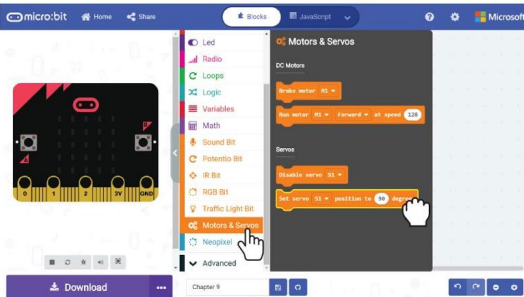 micro:bit Home Share Blocks JavaScript Microsoft
Led
Radio
Loops
Logic
Variables
Math
Sound Bit
Potentio Bit
IR Bit
RGB Bit
Traffic Light Bit
Motors & Servos
Neopixel
Advanced
Motors & Servos
DC Motors
Brake motor M1
Run motor M1 Forward at speed 128
Servos
Disable servo S1
Set servo S1 position to 90 degre
0 1 2 3V GND
A
B
Download
Chapter 9